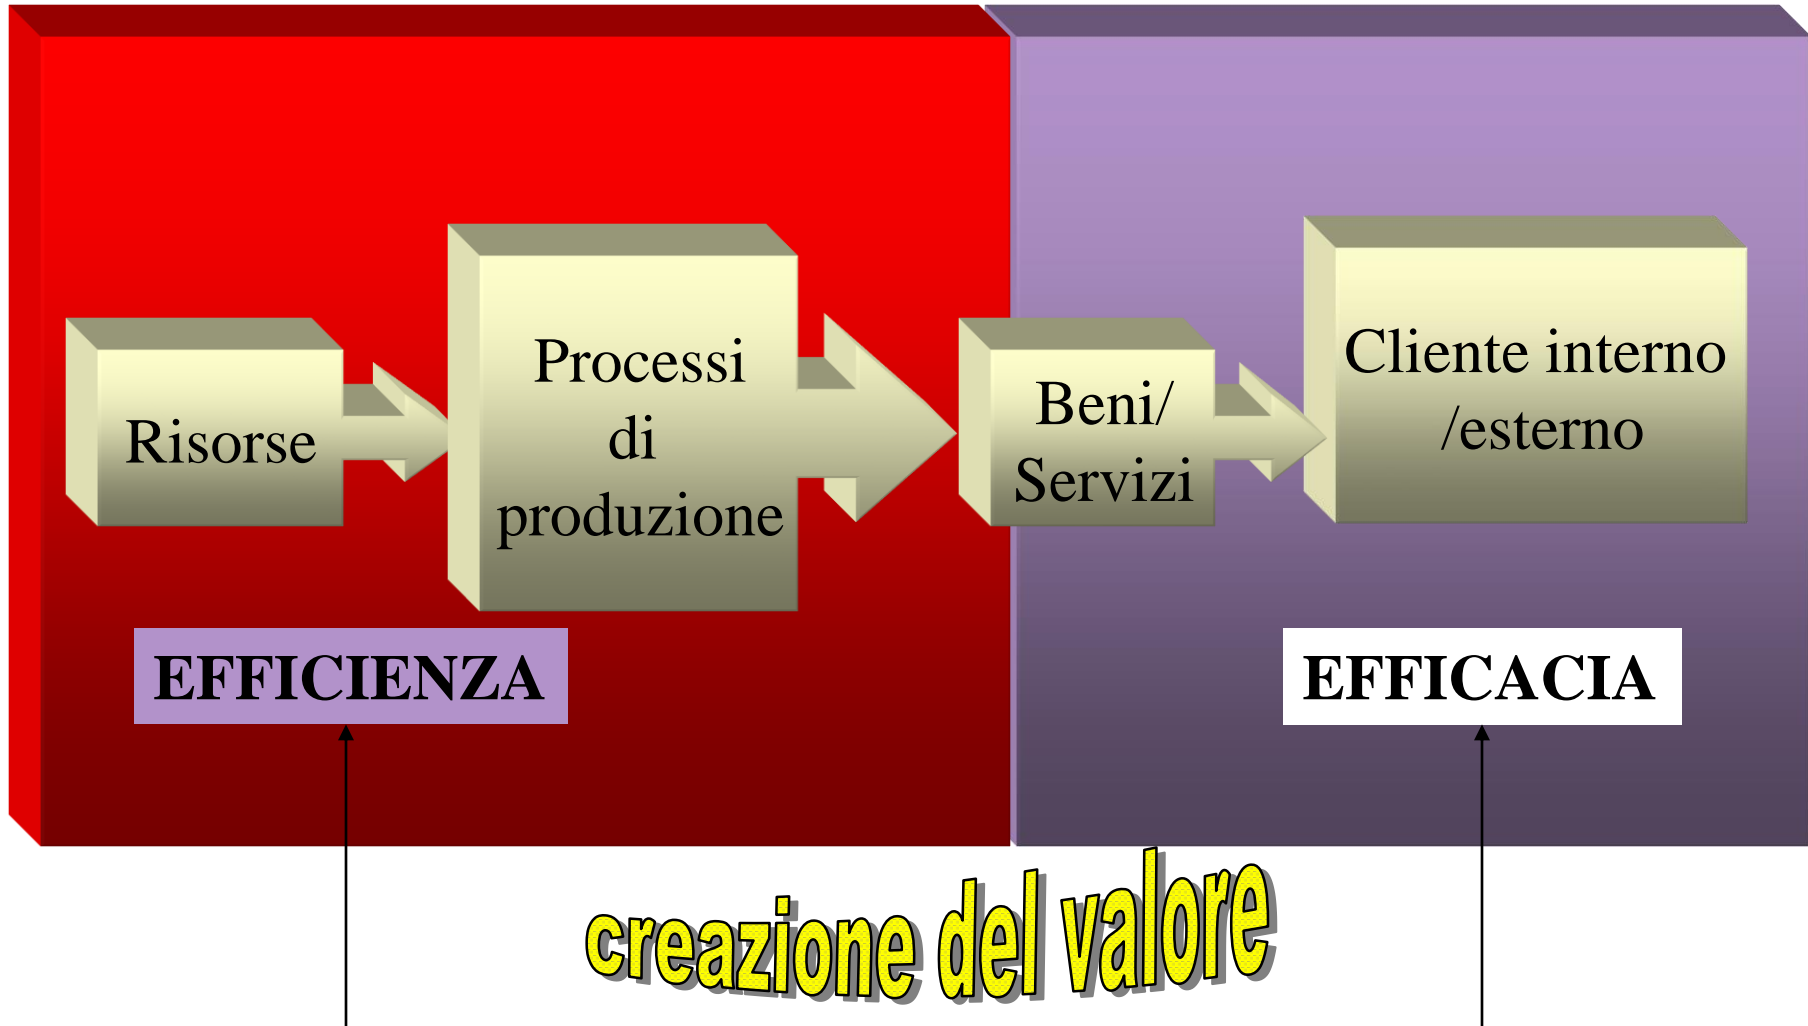 Risorse
Processi
di
produzione
Beni/
Servizi
Cliente interno
/esterno
EFFICIENZA
EFFICACIA
creazione del valore